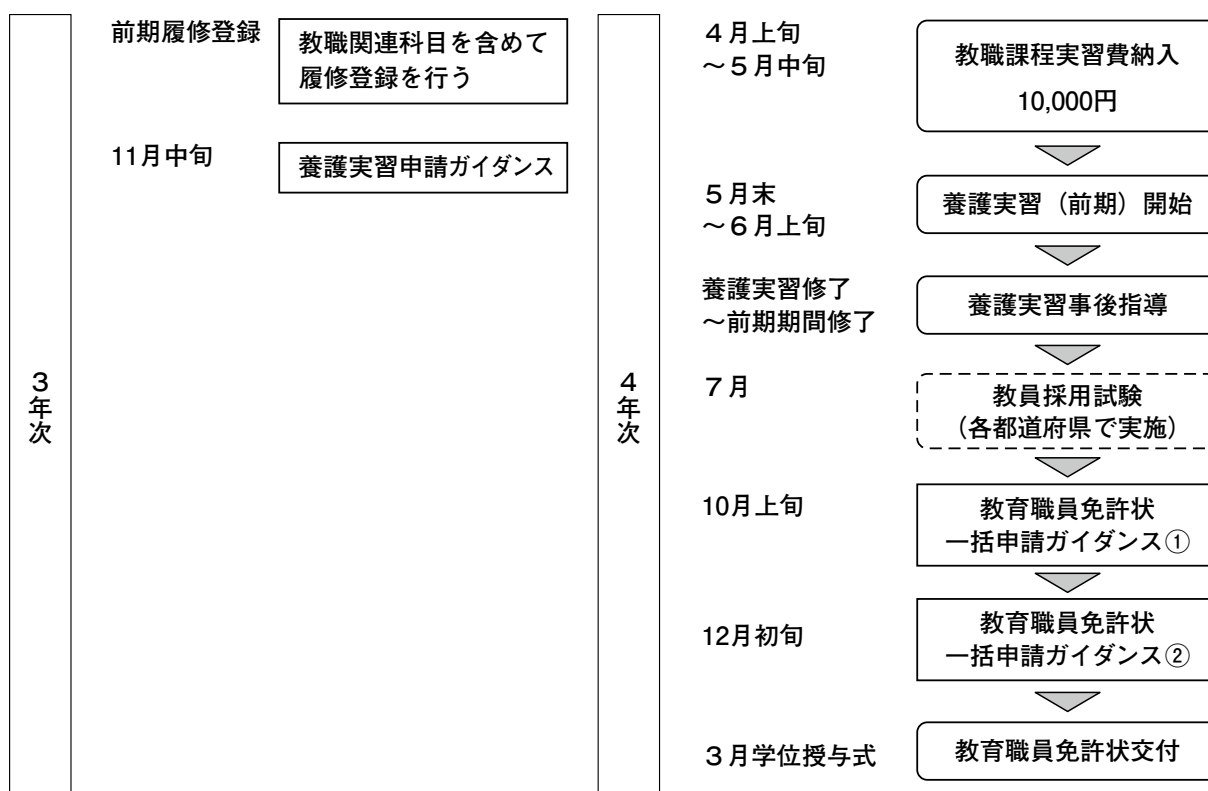 3年次
前期履修登録
教職関連科目を含めて
履修登録を行う
11月中旬
養護実習申請ガイダンス
4年次
4月上旬
~5月中旬
教職課程実習費納入
10,000円
5月末
~6月上旬
養護実習(前期)開始
養護実習修了
~前期期間修了
養護実習事後指導
7月
教員採用試験
(各都道府県で実施)
10月上旬
教育職員免許状
一括申請ガイダンス①
12月初旬
教育職員免許状
一括申請ガイダンス②
3月学位授与式
教育職員免許状交付